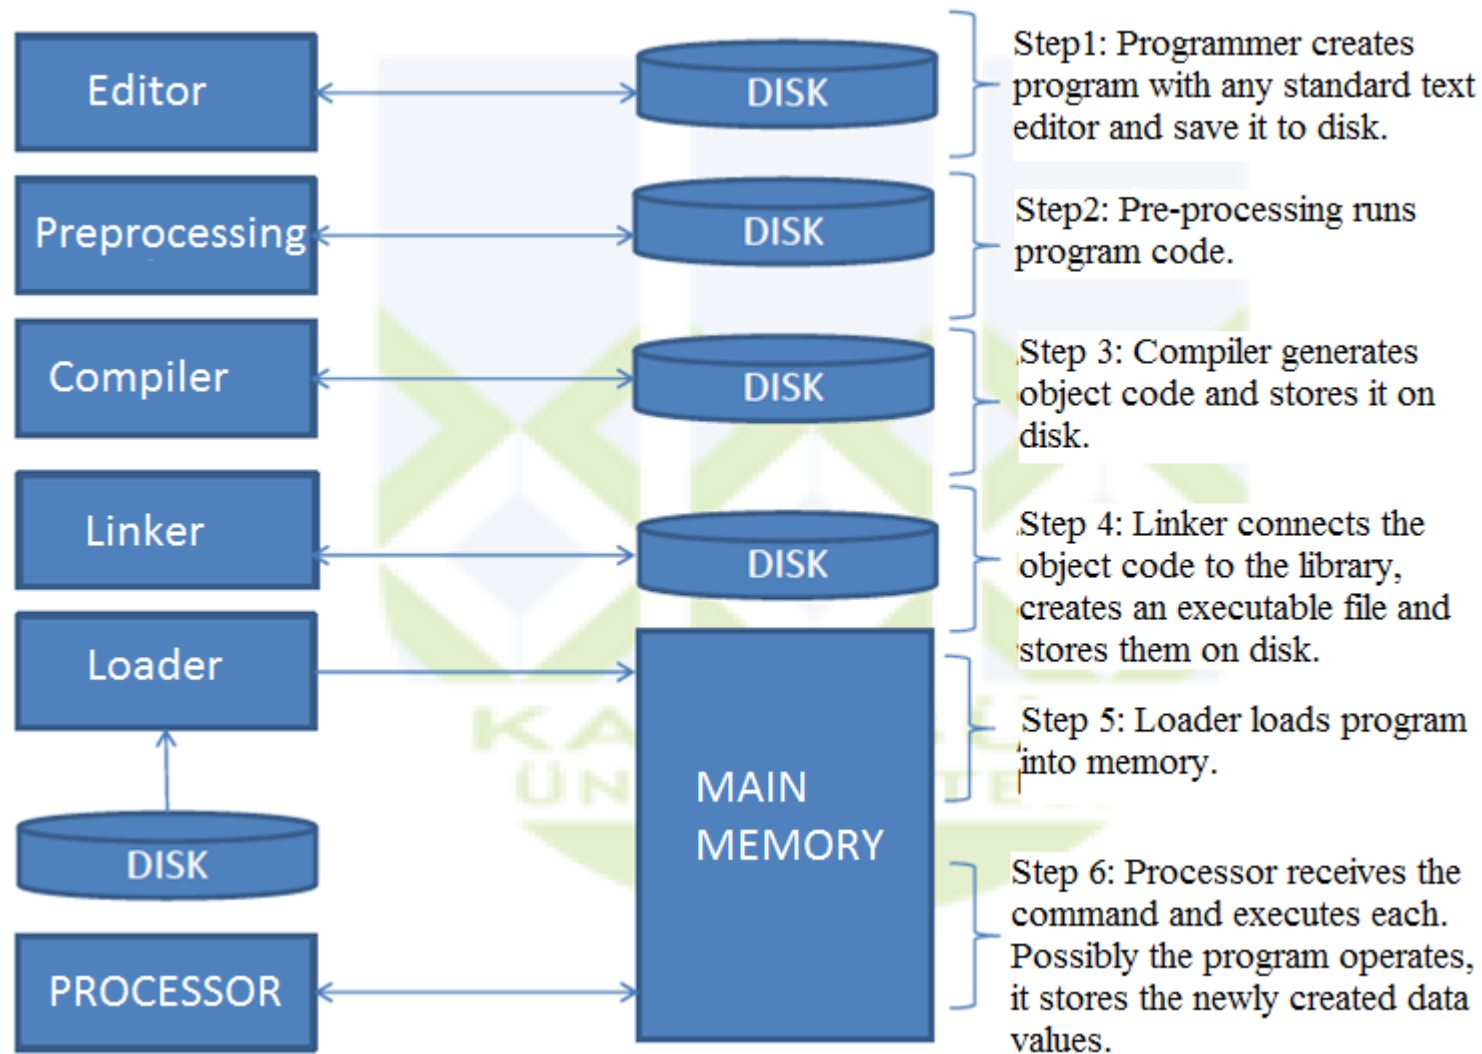 Editor
DISK
Step1: Programmer creates
program with any standard text
editor and save it to disk.
Preprocessing
DISK
Step2: Pre-processing runs
program code.
Compiler
DISK
Step 3: Compiler generates
object code and stores it on
disk.
Linker
DISK
Step 4: Linker connects the
object code to the library,
creates an executable file and
stores them on disk.
Loader
MAIN
MEMORY
Step 5: Loader loads program
into memory.
DISK
PROCESSOR
Step 6: Processor receives the
command and executes each.
Possibly the program operates,
it stores the newly created data
values.